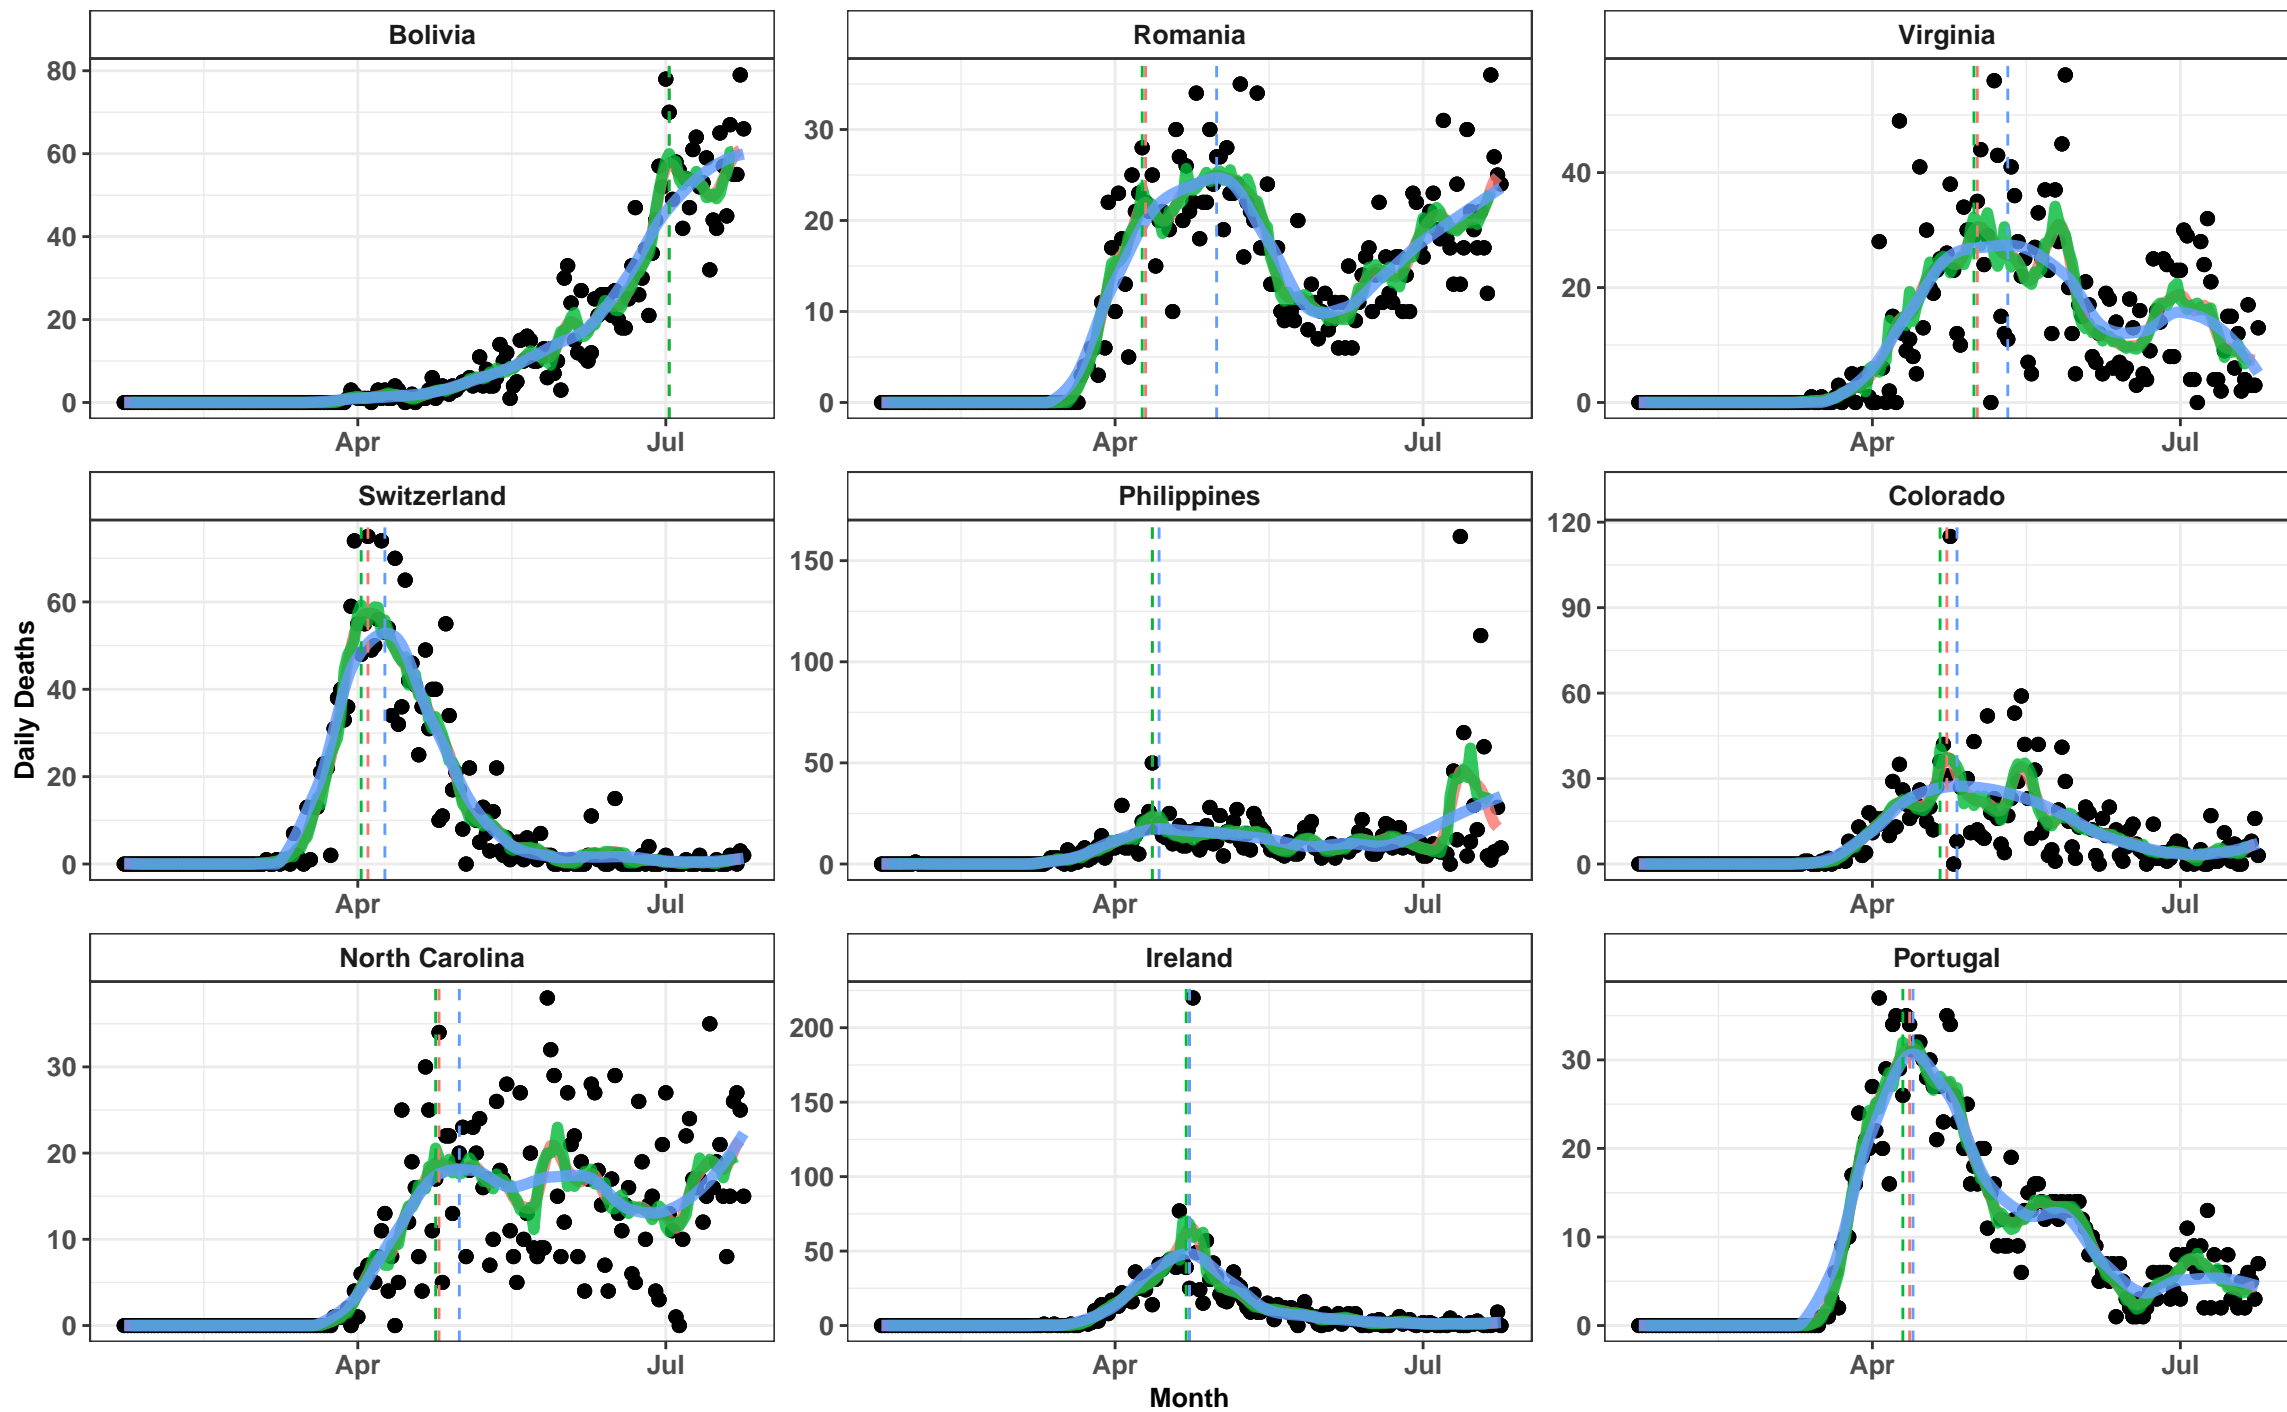 Bolivia
Romania
Virginia
80
60
40
20
0
Apr
Jul
30
20
10
0
Apr
Jul
40
20
0
Apr
Jul
Switzerland
Philippines
Colorado
60
40
20
0
Apr
Jul
150
100
50
0
Apr
Jul
120
90
60
30
0
Apr
Jul
North Carolina
Ireland
Portugal
30
20
10
0
Apr
Jul
200
150
100
50
0
Apr
Jul
30
20
10
0
Apr
Jul
Daily Deaths
Month